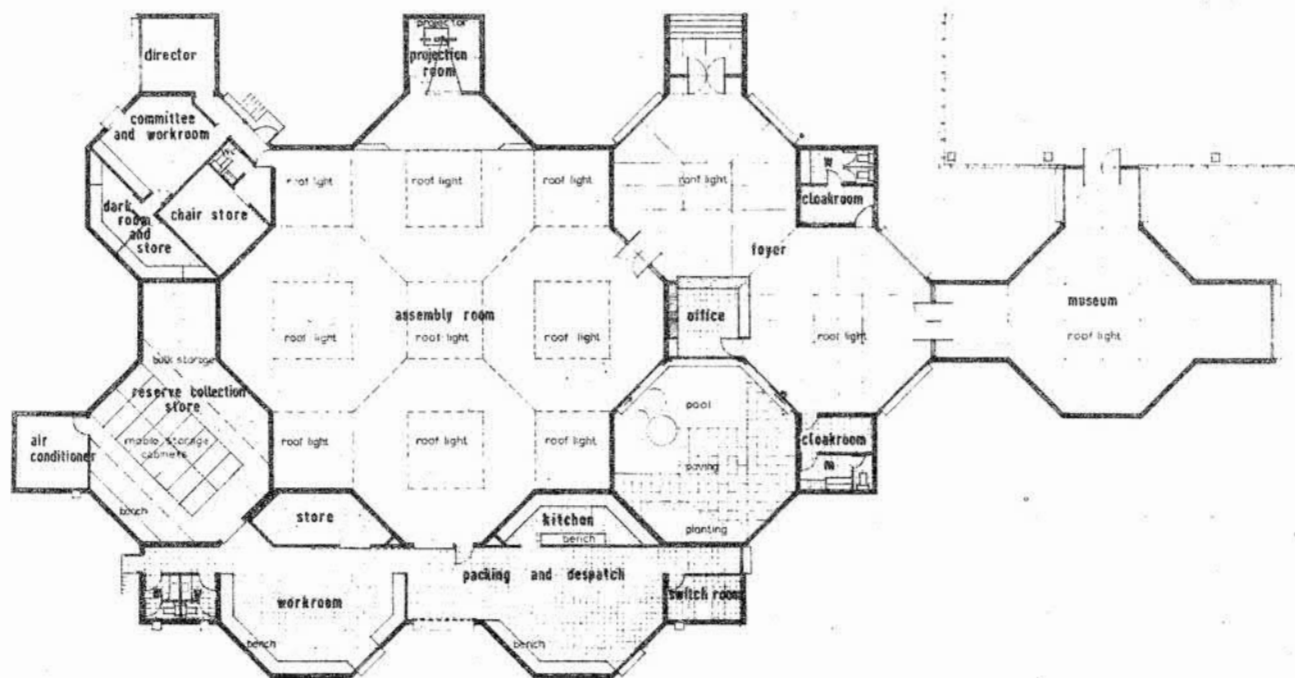 projector
director
projection
room
committee
and workroom
WC
W
roof light
roof light
roof light
roof light
cloakroom
chair store
dark
room
and
store
foyer
museum
assembly room
office
roof light
roof light
roof light
roof light
roof light
bulk storage
reserve collection
store
pool
air
conditioner
mobile storage
cabinets
roof light
roof light
roof light
cloakroom
paving
M
bench
store
kitchen
planting
bench
packing and despatch
M
W
workroom
switch room
bench
bench